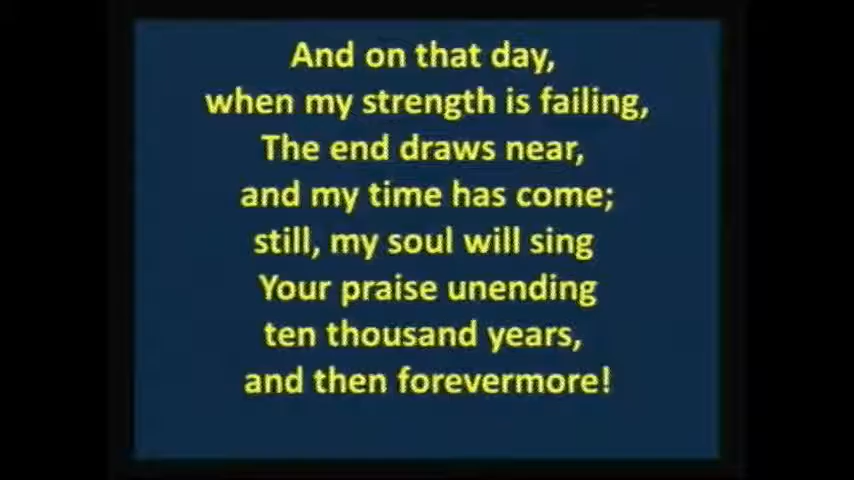 And on that day,
when my strength is failing,
The end draws near,
and my time has come;
still, my soul will sing
Your praise unending
ten thousand years,
and then forevermore!